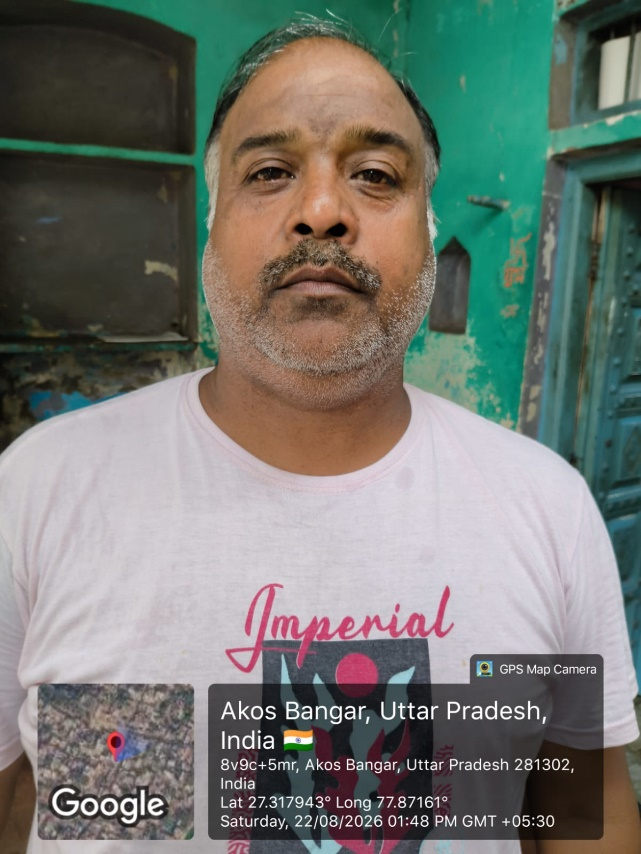 Imperial
GPS Map Camera
Akos Bangar, Uttar Pradesh,
India 🇮🇳
8v9c+5mr, Akos Bangar, Uttar Pradesh 281302,
India
Lat 27.317943° Long 77.87161°
Saturday, 22/08/2026 01:48 PM GMT +05:30
Google